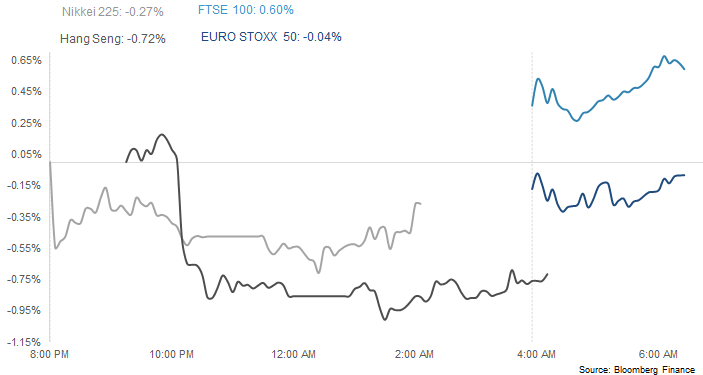 Nikkei 225: -0.27%
FTSE 100: 0.60%
Hang Seng: -0.72%
EURO STOXX 50: -0.04%
0.65%
0.45%
0.25%
0.05%
-0.15%
-0.35%
-0.55%
-0.75%
-0.95%
-1.15%
8:00 PM
10:00 PM
12:00 AM
2:00 AM
4:00 AM
6:00 AM
Source: Bloomberg Finance